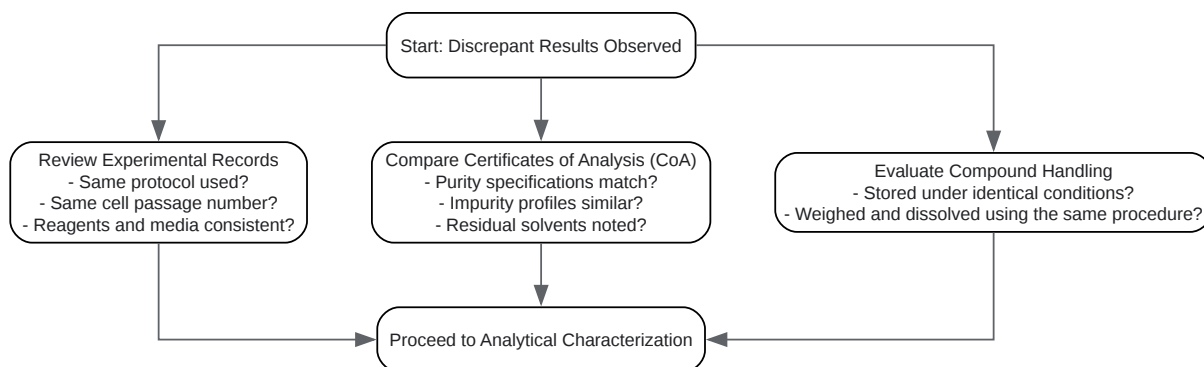 Start: Discrepant Results Observed
Review Experimental Records
- Same protocol used?
- Same cell passage number?
- Reagents and media consistent?
Compare Certificates of Analysis (CoA)
- Purity specifications match?
- Impurity profiles similar?
- Residual solvents noted?
Evaluate Compound Handling
- Stored under identical conditions?
- Weighed and dissolved using the same procedure?
Proceed to Analytical Characterization